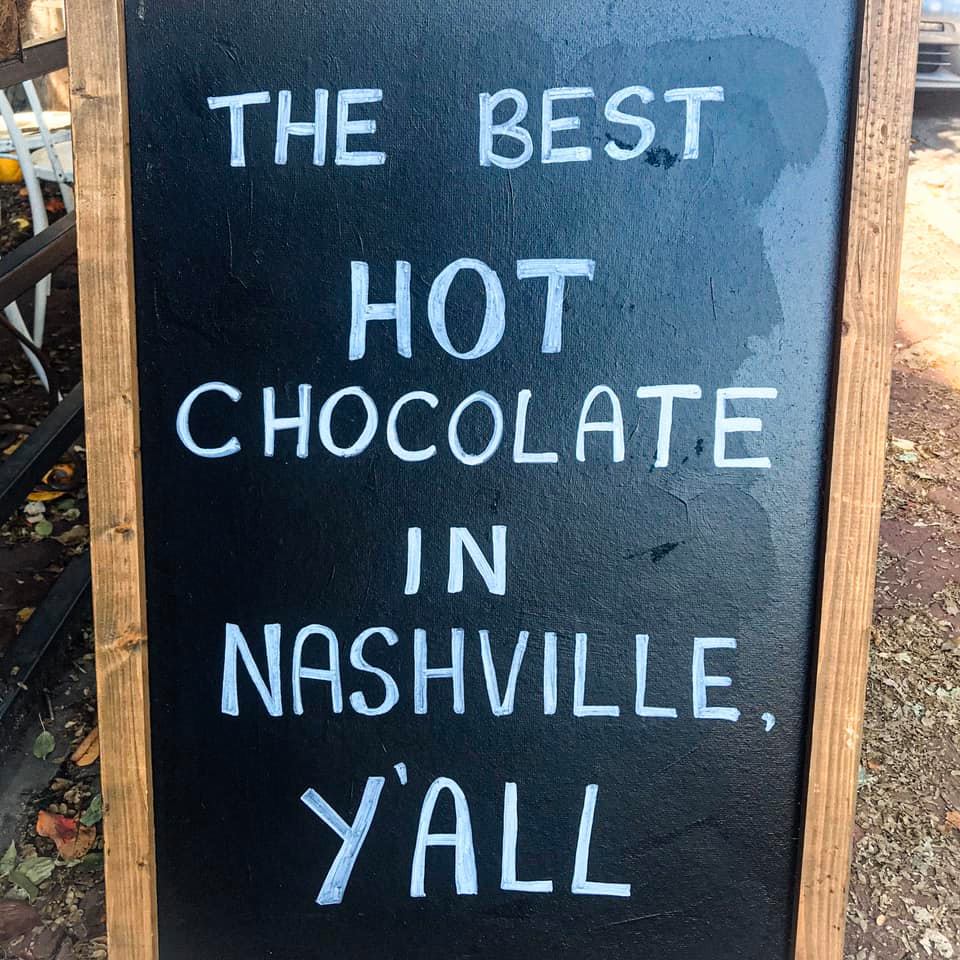 THE BEST
HOT
CHOCOLATE
IN
NASHVILLE,
Y'ALL